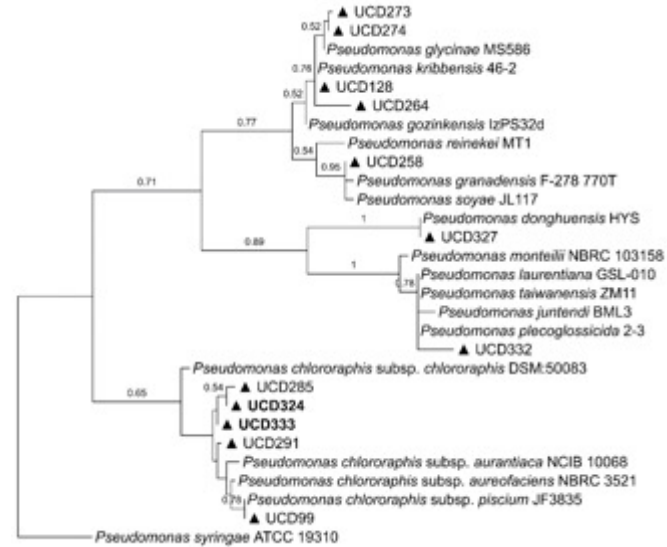 ▲ UCD273
0.52
▲ UCD274
Pseudomonas glycinae MS586
0.76
Pseudomonas kribbensis 46-2
▲ UCD128
0.52
▲ UCD264
0.77
Pseudomonas gozinkensis IzPS32d
Pseudomonas reinekei MT1
0.54
▲ UCD258
0.95
Pseudomonas granadensis F-278 770T
0.71
Pseudomonas soyae JL117
Pseudomonas donghuensis HYS
1
▲ UCD327
0.89
Pseudomonas monteilii NBRC 103158
1
Pseudomonas laurentiana GSL-010
0.78
Pseudomonas taiwanensis ZM11
Pseudomonas juntendi BML3
Pseudomonas plecoglossicida 2-3
▲ UCD332
Pseudomonas chlororaphis subsp. chlororaphis DSM:50083
0.54
▲ UCD285
0.65
▲ UCD324
▲ UCD333
▲ UCD291
Pseudomonas chlororaphis subsp. aurantiaca NCIB 10068
Pseudomonas chlororaphis subsp. aureofaciens NBRC 3521
Pseudomonas chlororaphis subsp. piscium JF3835
▲ UCD99
Pseudomonas syringae ATCC 19310